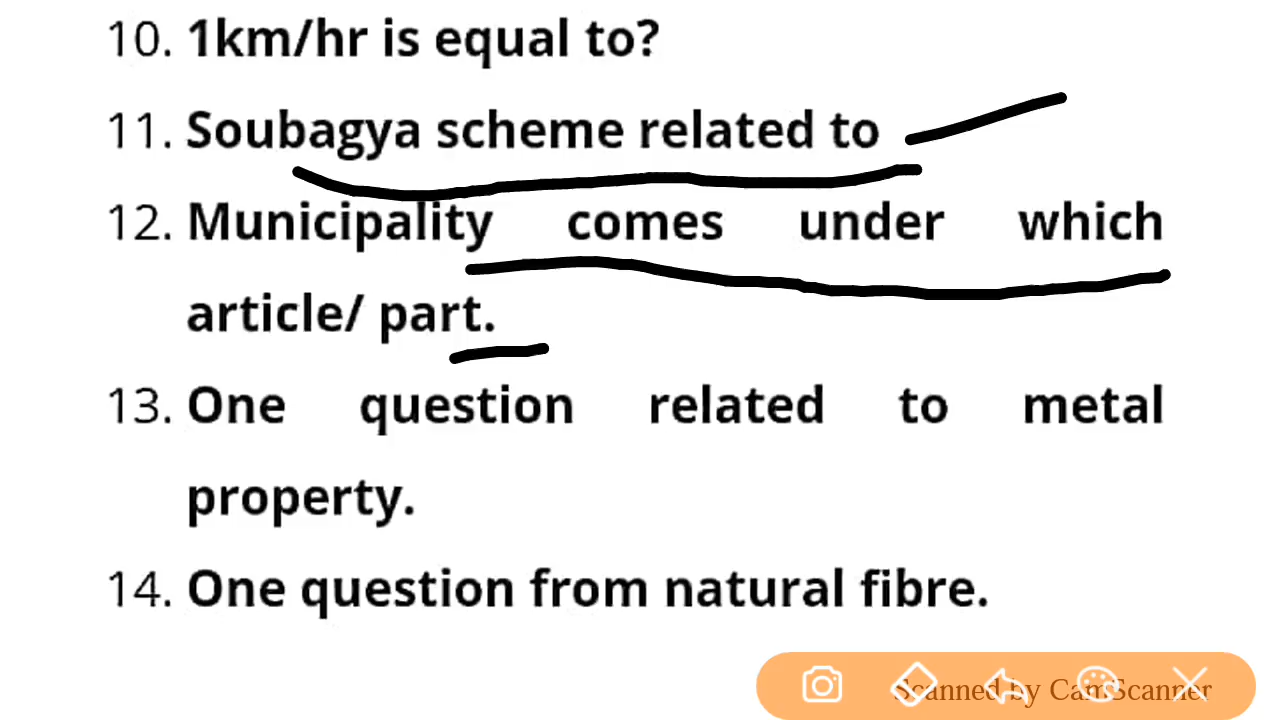 10. 1km/hr is equal to?
11. Soubagya scheme related to
12. Municipality comes under which
article/ part.
13. One question related to metal
property.
14. One question from natural fibre.
Scanned by CamScanner